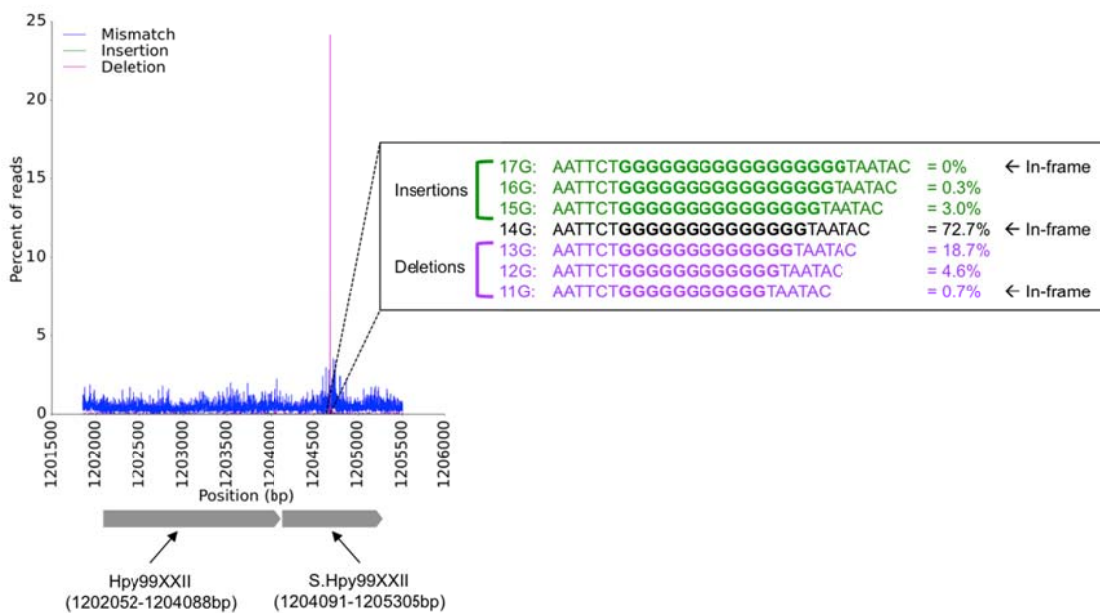 25
20
15
10
5
0
Percent of reads
Mismatch
Insertion
Deletion
1201500
1202000
1202500
1203000
1203500
1204000
1204500
1205000
1205500
1206000
Position (bp)
Insertions
Deletions
17G: AATTCTGGGGGGGGGGGGGGGGGTAATAC = 0% ← In-frame
16G: AATTCTGGGGGGGGGGGGGGGGTAATAC = 0.3%
15G: AATTCTGGGGGGGGGGGGGGGTAATAC = 3.0%
14G: AATTCTGGGGGGGGGGGGGGTAATAC = 72.7% ← In-frame
13G: AATTCTGGGGGGGGGGGGGTAATAC = 18.7%
12G: AATTCTGGGGGGGGGGGGTAATAC = 4.6%
11G: AATTCTGGGGGGGGGGGTAATAC = 0.7% ← In-frame
Hpy99XXII
(1202052-1204088bp)
S.Hpy99XXII
(1204091-1205305bp)